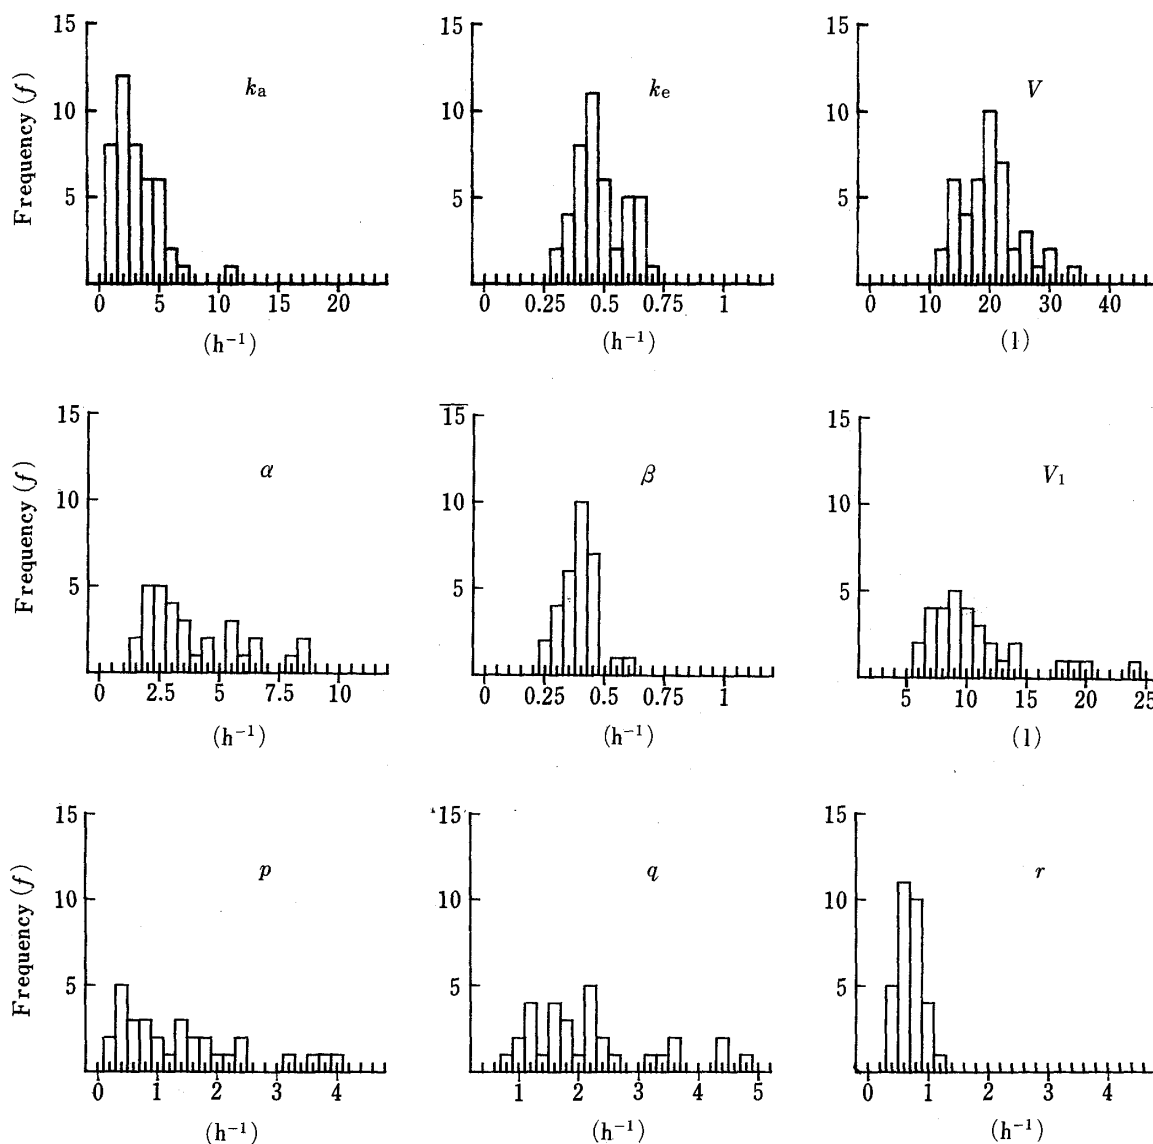 15 15 15
k_a k_e V
10 10 10
Frequency (f)
5 5 5
0 5 10 15 20 0 0.25 0.5 0.75 1 0 10 20 30 40
(h⁻¹) (h⁻¹) (l)
15 15 15
α β V₁
10 10 10
Frequency (f)
5 5 5
0 2.5 5 7.5 10 0 0.25 0.5 0.75 1 5 10 15 20 25
(h⁻¹) (h⁻¹) (l)
15 15 15
p q r
10 10 10
Frequency (f)
5 5 5
0 1 2 3 4 1 2 3 4 5 0 1 2 3 4
(h⁻¹) (h⁻¹) (h⁻¹)